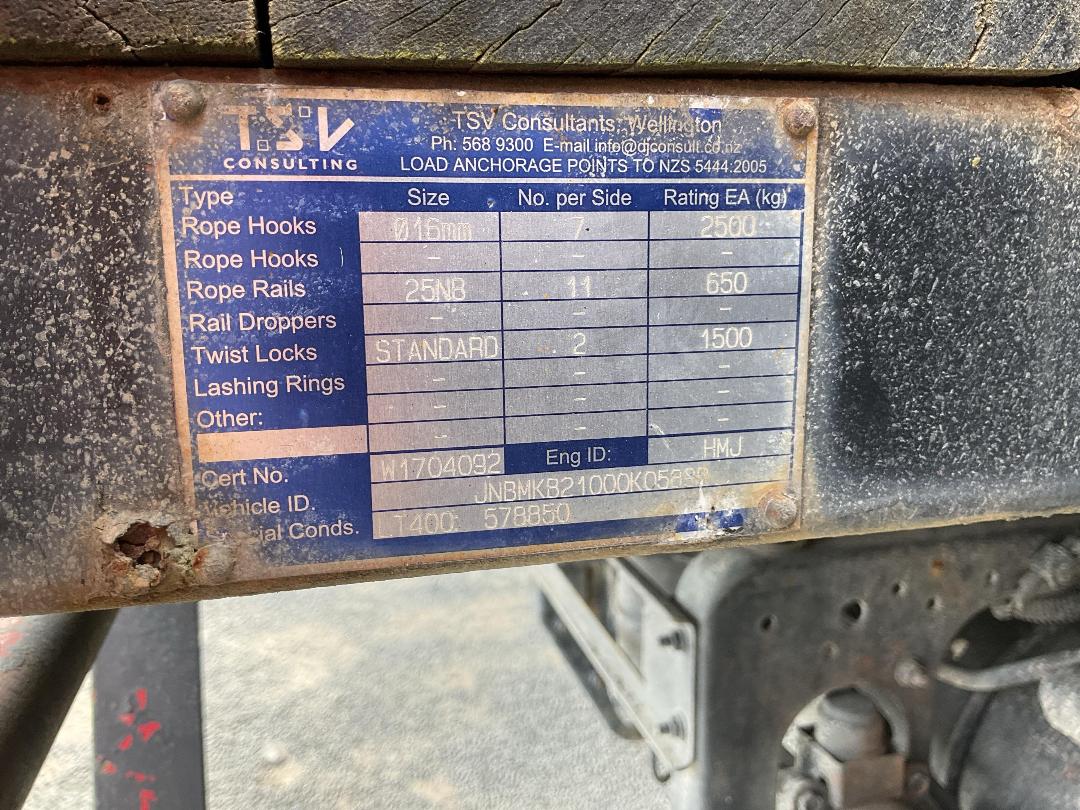 TSV
CONSULTING
TSV Consultants, Wellington
Ph: 568 9300 E-mail info@djconsult.co.nz
LOAD ANCHORAGE POINTS TO NZS 5444:2005
Type Size No. per Side Rating EA (kg)
Rope Hooks Ø16mm 7 2500
Rope Hooks - - -
Rope Rails 25NB 11 650
Rail Droppers - - -
Twist Locks STANDARD 2 1500
Lashing Rings - - -
Other: - - -
- - -
Cert No. W1704092 Eng ID: HMJ
Vehicle ID.
Special Conds. LT400: 578850